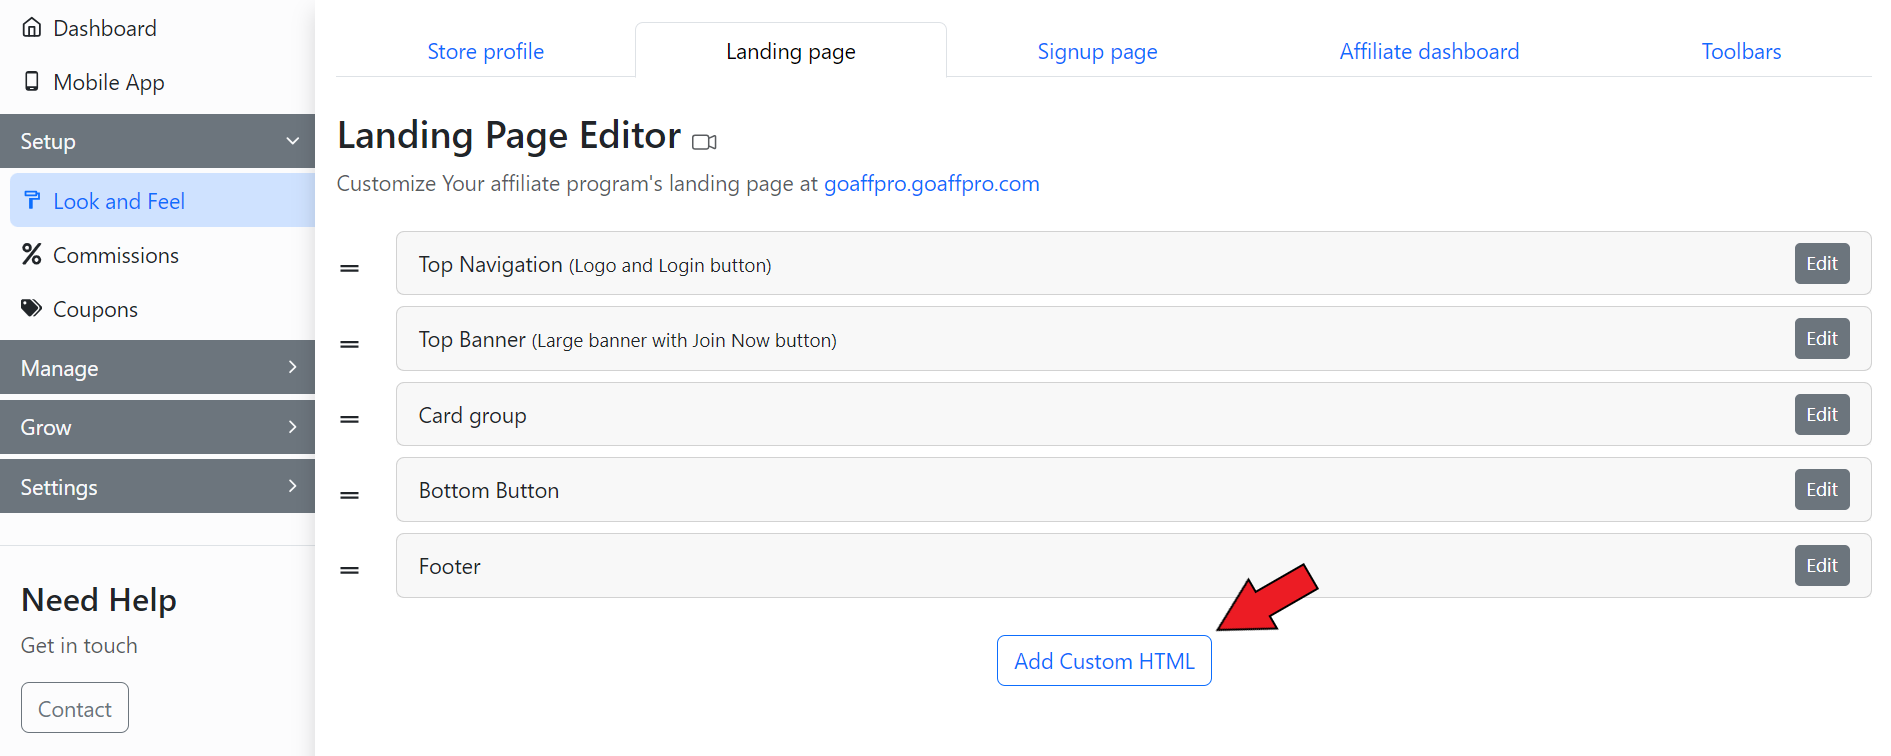 Dashboard
Mobile App
Setup
Look and Feel
Commissions
Coupons
Manage
Grow
Settings
Need Help
Get in touch
Contact
Store profile
Landing page
Signup page
Affiliate dashboard
Toolbars
Landing Page Editor
Customize Your affiliate program's landing page at goaffpro.goaffpro.com
Top Navigation (Logo and Login button)
Edit
Top Banner (Large banner with Join Now button)
Edit
Card group
Edit
Bottom Button
Edit
Footer
Edit
Add Custom HTML